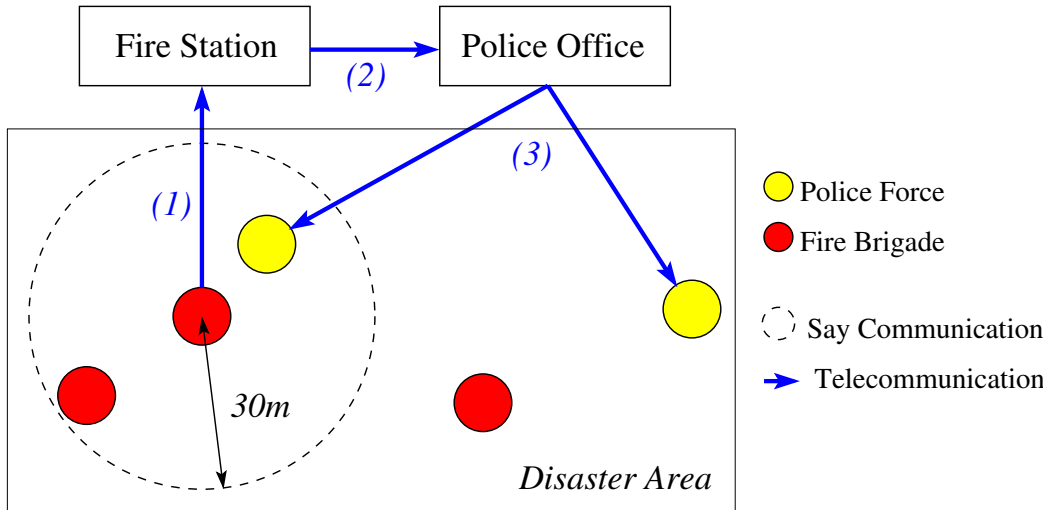 Fire Station
Police Office
(2)
(3)
(1)
Police Force
Fire Brigade
Say Communication
Telecommunication
30m
Disaster Area